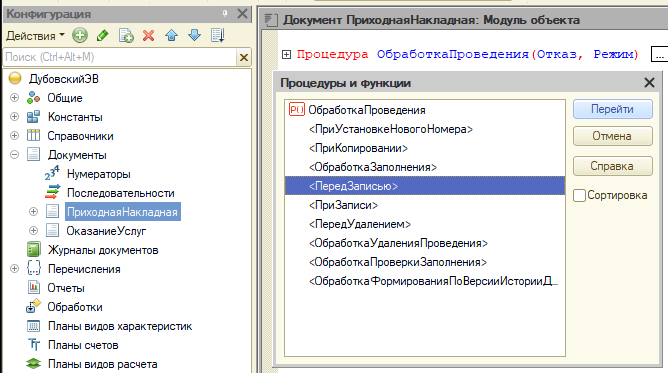 Конфигурация
Действия
Поиск (Ctrl+Alt+M)
ДубовскийЭВ
Общие
Константы
Справочники
Документы
Нумераторы
Последовательности
ПриходнаяНакладная
ОказаниеУслуг
Журналы документов
Перечисления
Отчеты
Обработки
Планы видов характеристик
Планы счетов
Планы видов расчета
Документ ПриходнаяНакладная: Модуль объекта
Процедура ОбработкаПроведения(Отказ, Режим) ...
Процедуры и функции
ОбработкаПроведения
<ПриУстановкеНовогоНомера>
<ПриКопировании>
<ОбработкаЗаполнения>
<ПередЗаписью>
<ПриЗаписи>
<ПередУдалением>
<ОбработкаУдаленияПроведения>
<ОбработкаПроверкиЗаполнения>
<ОбработкаФормированияПоВерсииИсторииД...
Перейти
Отмена
Справка
Сортировка